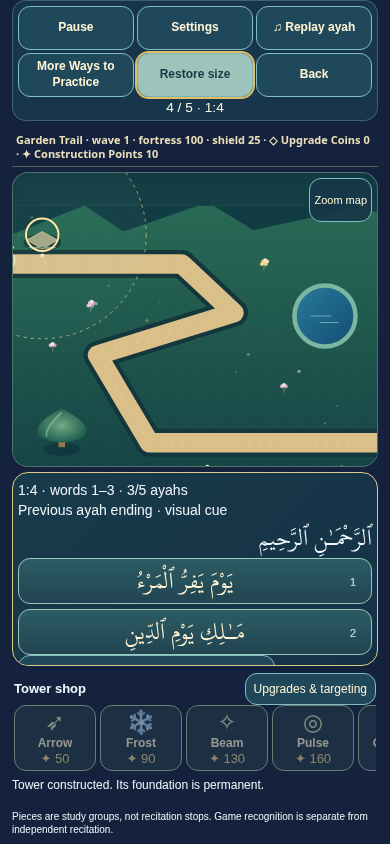 Pause
Settings
♫ Replay ayah
More Ways to
Practice
Restore size
Back
4 / 5 · 1:4
Garden Trail · wave 1 · fortress 100 · shield 25 · ◇ Upgrade Coins 0
· ✦ Construction Points 10
Zoom map
1:4 · words 1–3 · 3/5 ayahs
Previous ayah ending · visual cue
ٱلرَّحْمَـٰنِ ٱلرَّحِيمِ
يَوْمَ يَفِرُّ ٱلْمَرْءُ
1
مَـٰلِكِ يَوْمِ ٱلدِّينِ
2
Tower shop
Upgrades & targeting
Arrow
✦ 50
Frost
✦ 90
Beam
✦ 130
Pulse
✦ 160
Tower constructed. Its foundation is permanent.
Pieces are study groups, not recitation stops. Game recognition is separate from
independent recitation.